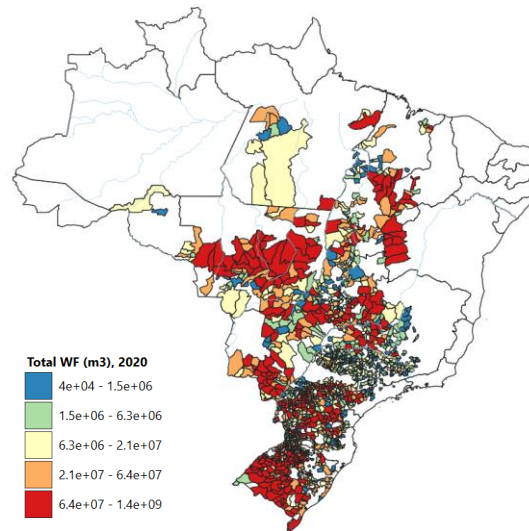 Total WF (m3), 2020
4e+04 - 1.5e+06
1.5e+06 - 6.3e+06
6.3e+06 - 2.1e+07
2.1e+07 - 6.4e+07
6.4e+07 - 1.4e+09